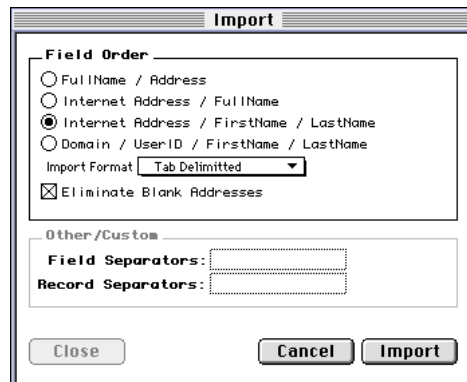 Import
Field Order
FullName / Address
Internet Address / FullName
Internet Address / FirstName / LastName
Domain / UserID / FirstName / LastName
Import Format Tab Delimitted
Eliminate Blank Addresses
Other/Custom
Field Separators:
Record Separators:
Close Cancel Import